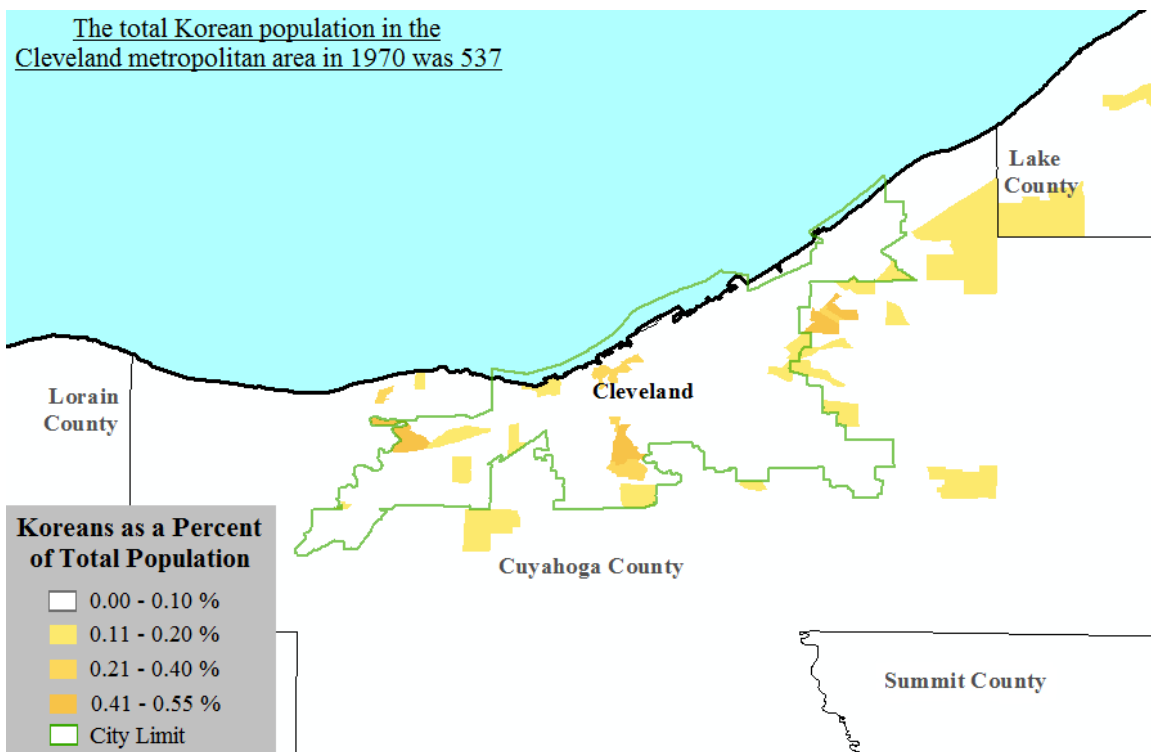 The total Korean population in the
Cleveland metropolitan area in 1970 was 537
Lake
County
Lorain
County
Cleveland
Cuyahoga County
Summit County
Koreans as a Percent
of Total Population
0.00 - 0.10 %
0.11 - 0.20 %
0.21 - 0.40 %
0.41 - 0.55 %
City Limit